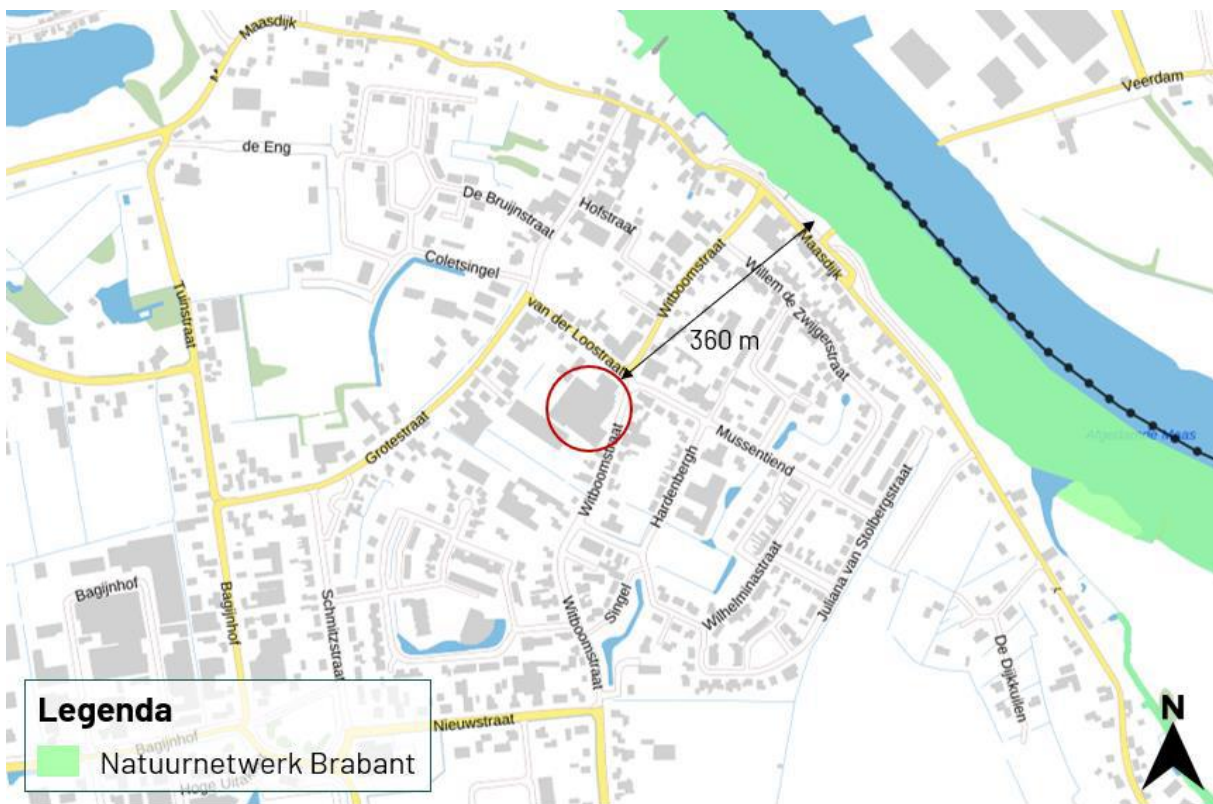 Maasdijk
Veerdam
de Eng
De Bruijnstraat
Hofstraat
Coletsingel
Witboomstraat
Maasdijk
Willem de Zwijgerstraat
Tuinstraat
van der Loostraat
360 m
Grotestraat
Mussentiend
Afgedamde Maas
Witboomstraat
Hardenbergh
Juliana van Stolbergstraat
Wilhelminastraat
Bagijnhof
Bagijnhof
Schmitzstraat
Singel
Witboomstraat
De Dijkkuilen
Legenda
Nieuwstraat
Bagijnhof
Natuurnetwerk Brabant
N